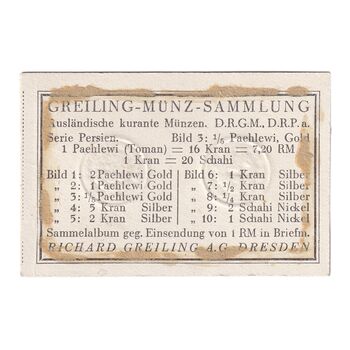 GREILING-MÜNZ-SAMMLUNG
Ausländische kurante Münzen. D.R.G.M., D.R.P. a.
Serie Persien. Bild 3: 1/5 Paehlewi, Gold
1 Paehlewi (Toman) = 16 Kran = 7,20 RM
1 Kran = 20 Schahi
Bild 1: 2 Paehlewi Gold
„ 2: 1 Paehlewi Gold
„ 3: 1/5 Paehlewi Gold
„ 4: 5 Kran Silber
„ 5: 2 Kran Silber
Bild 6: 1 Kran Silber
„ 7: 1/2 Kran Silber
„ 8: 1/4 Kran Silber
„ 9: 2 Schahi Nickel
„ 10: 1 Schahi Nickel
Sammelalbum geg. Einsendung von 1 RM in Briefm.
RICHARD GREILING A.G. DRESDEN